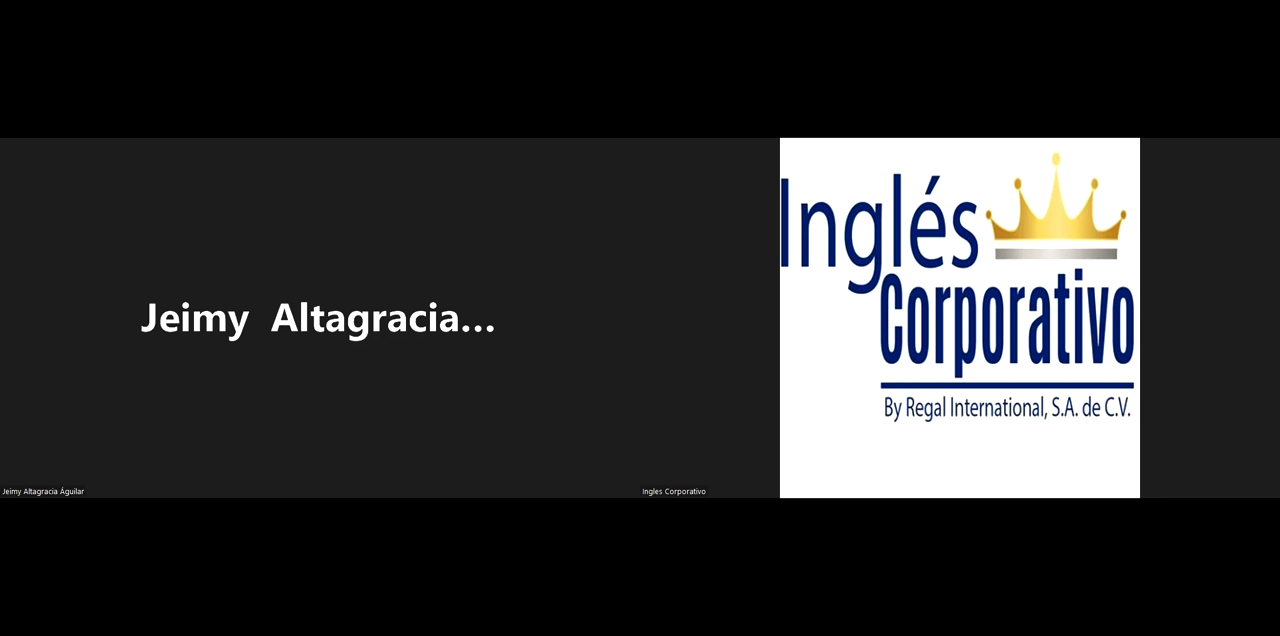 Jeimy Altagracia...
Jeimy Altagracia Águilar
Inglés
Corporativo
By Regal International, S.A. de C.V.
Ingles Corporativo